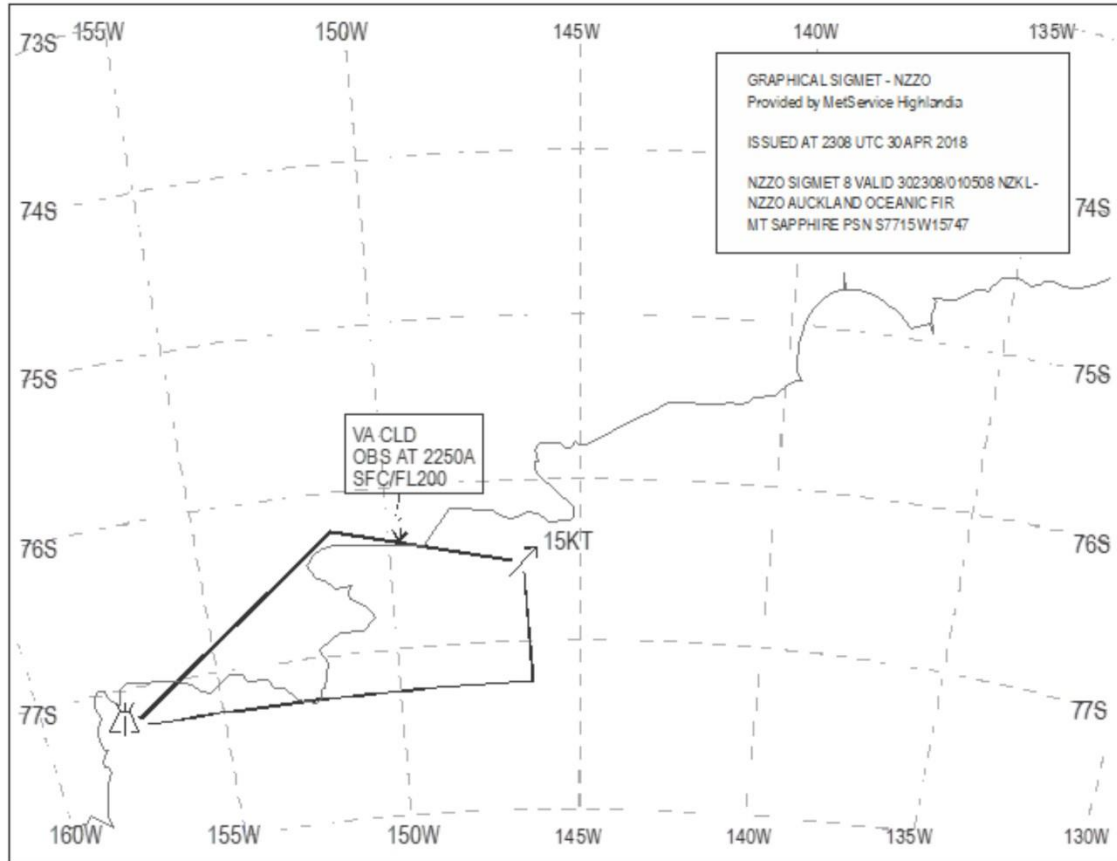 155W 150W 145W 140W 135W
73S
GRAPHICAL SIGMET - NZZO
Provided by MetService Highlandia
ISSUED AT 2308 UTC 30 APR 2018
NZZO SIGMET 8 VALID 302308/010508 NZKL-
NZZO AUCKLAND OCEANIC FIR
MT SAPPHIRE PSN S7715 W15747
74S 74S
75S 75S
VA CLD
OBS AT 2250A
SFC/FL200
76S 15KT 76S
77S 77S
160W 155W 150W 145W 140W 135W 130W